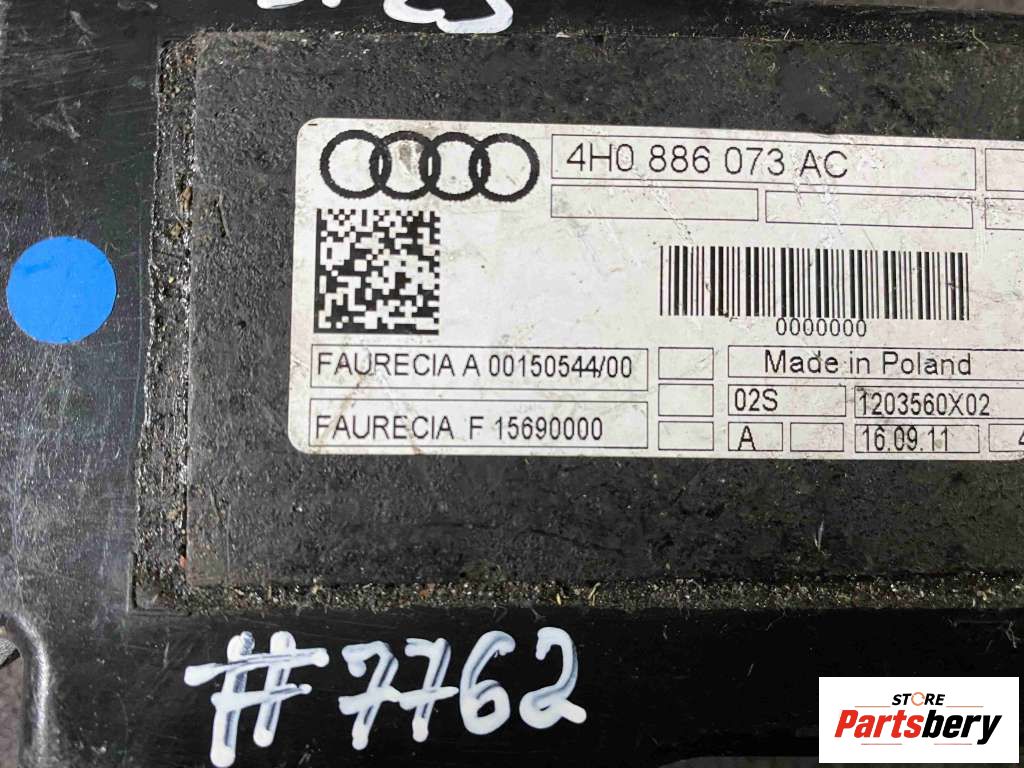 4H0 886 073 AC
0000000
FAURECIA A 00150544/00
Made in Poland
02S
1203560X02
FAURECIA F 15690000
A
16.09.11
4
#7762
STORE
Partsbery